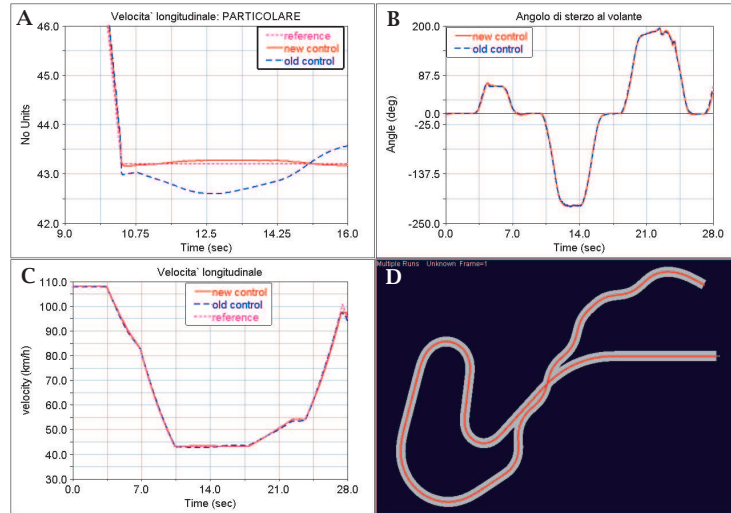 A
Velocita` longitudinale: PARTICOLARE
reference
new control
old control
No Units
46.0
45.0
44.0
43.0
42.0
9.0 10.75 12.5 14.25 16.0
Time (sec)
B
Angolo di sterzo al volante
new control
old control
Angle (deg)
200.0
87.5
0.0
-25.0
-137.5
-250.0
0.0 7.0 14.0 21.0 28.0
Time (sec)
C
Velocita` longitudinale
new control
old control
reference
velocity (km/h)
110.0
100.0
90.0
80.0
70.0
60.0
50.0
40.0
30.0
0.0 7.0 14.0 21.0 28.0
Time (sec)
Multiple Runs Unknown Frame=1
D